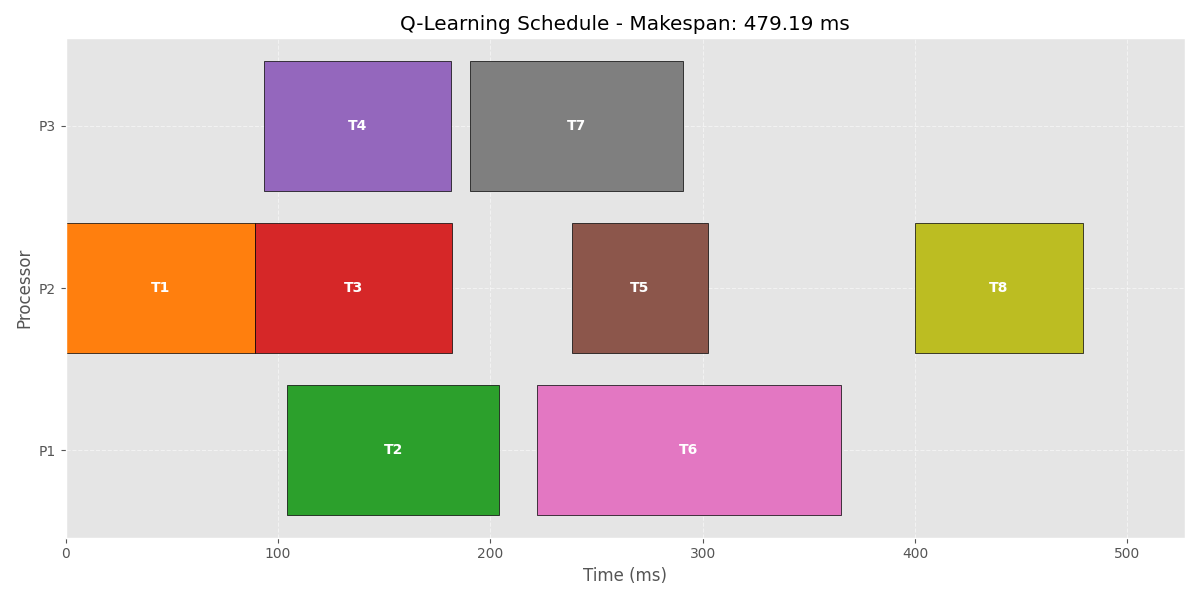 Q-Learning Schedule - Makespan: 479.19 ms
P3
T4
T7
Processor
P2
T1
T3
T5
T8
P1
T2
T6
0 100 200 300 400 500
Time (ms)